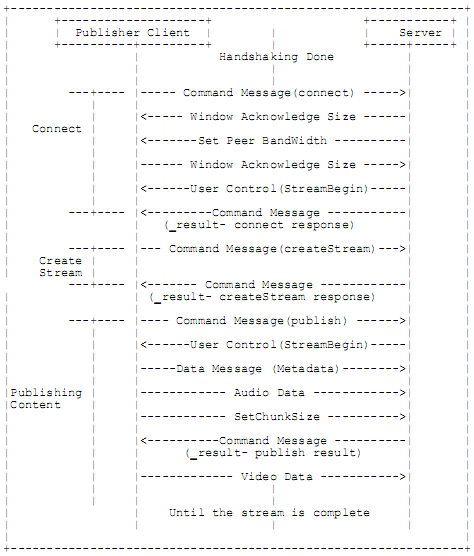 Publisher Client Server
Handshaking Done
Command Message(connect)
Window Acknowledge Size
Connect
Set Peer BandWidth
Window Acknowledge Size
User Control(StreamBegin)
Command Message
(_result- connect response)
Command Message(createStream)
Create
Stream
Command Message
(_result- createStream response)
Command Message(publish)
User Control(StreamBegin)
Data Message (Metadata)
Publishing
Content
Audio Data
SetChunkSize
Command Message
(_result- publish result)
Video Data
Until the stream is complete